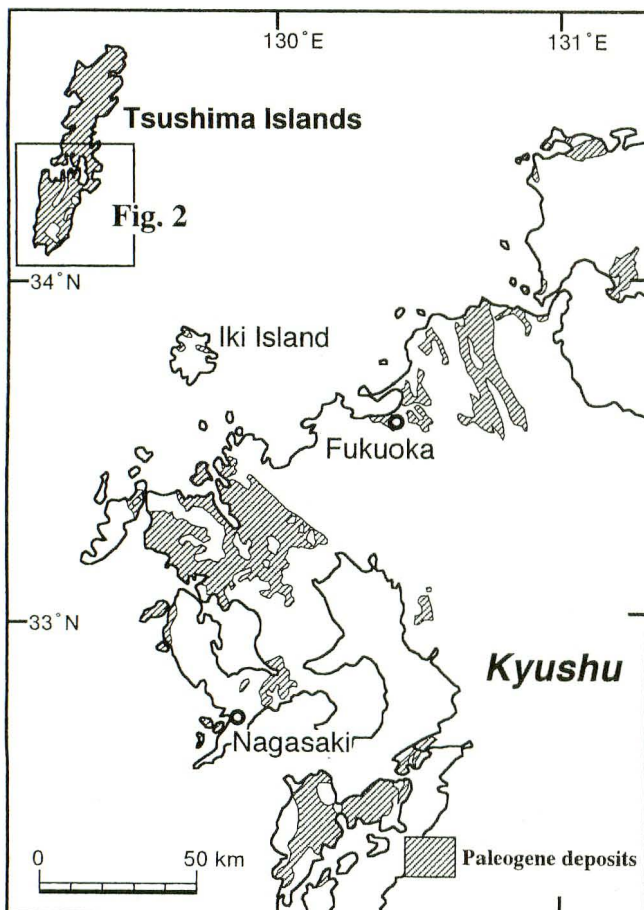 130°E 131°E
Tsushima Islands
Fig. 2
34°N
Iki Island
Fukuoka
33°N
Kyushu
Nagasaki
0 50 km
Paleogene deposits